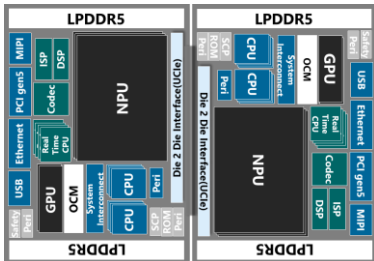 LPDDR5
MIPI
ISP
DSP
NPU
PCI gen5
Codec
Ethernet
Real
Time
CPU
USB
GPU
OCM
System
Interconnect
CPU
CPU
Peri
Safety
Peri
SCP
ROM
Peri
LPDDR5
Die 2 Die Interface(UCIe)
LPDDR5
Peri
SCP
ROM
CPU
System
Interconnect
OCM
GPU
Safety
Peri
Peri
CPU
USB
Die 2 Die Interface(UCIe)
NPU
Real
Time
CPU
Ethernet
Codec
PCI gen5
DSP
ISP
MIPI
LPDDR5